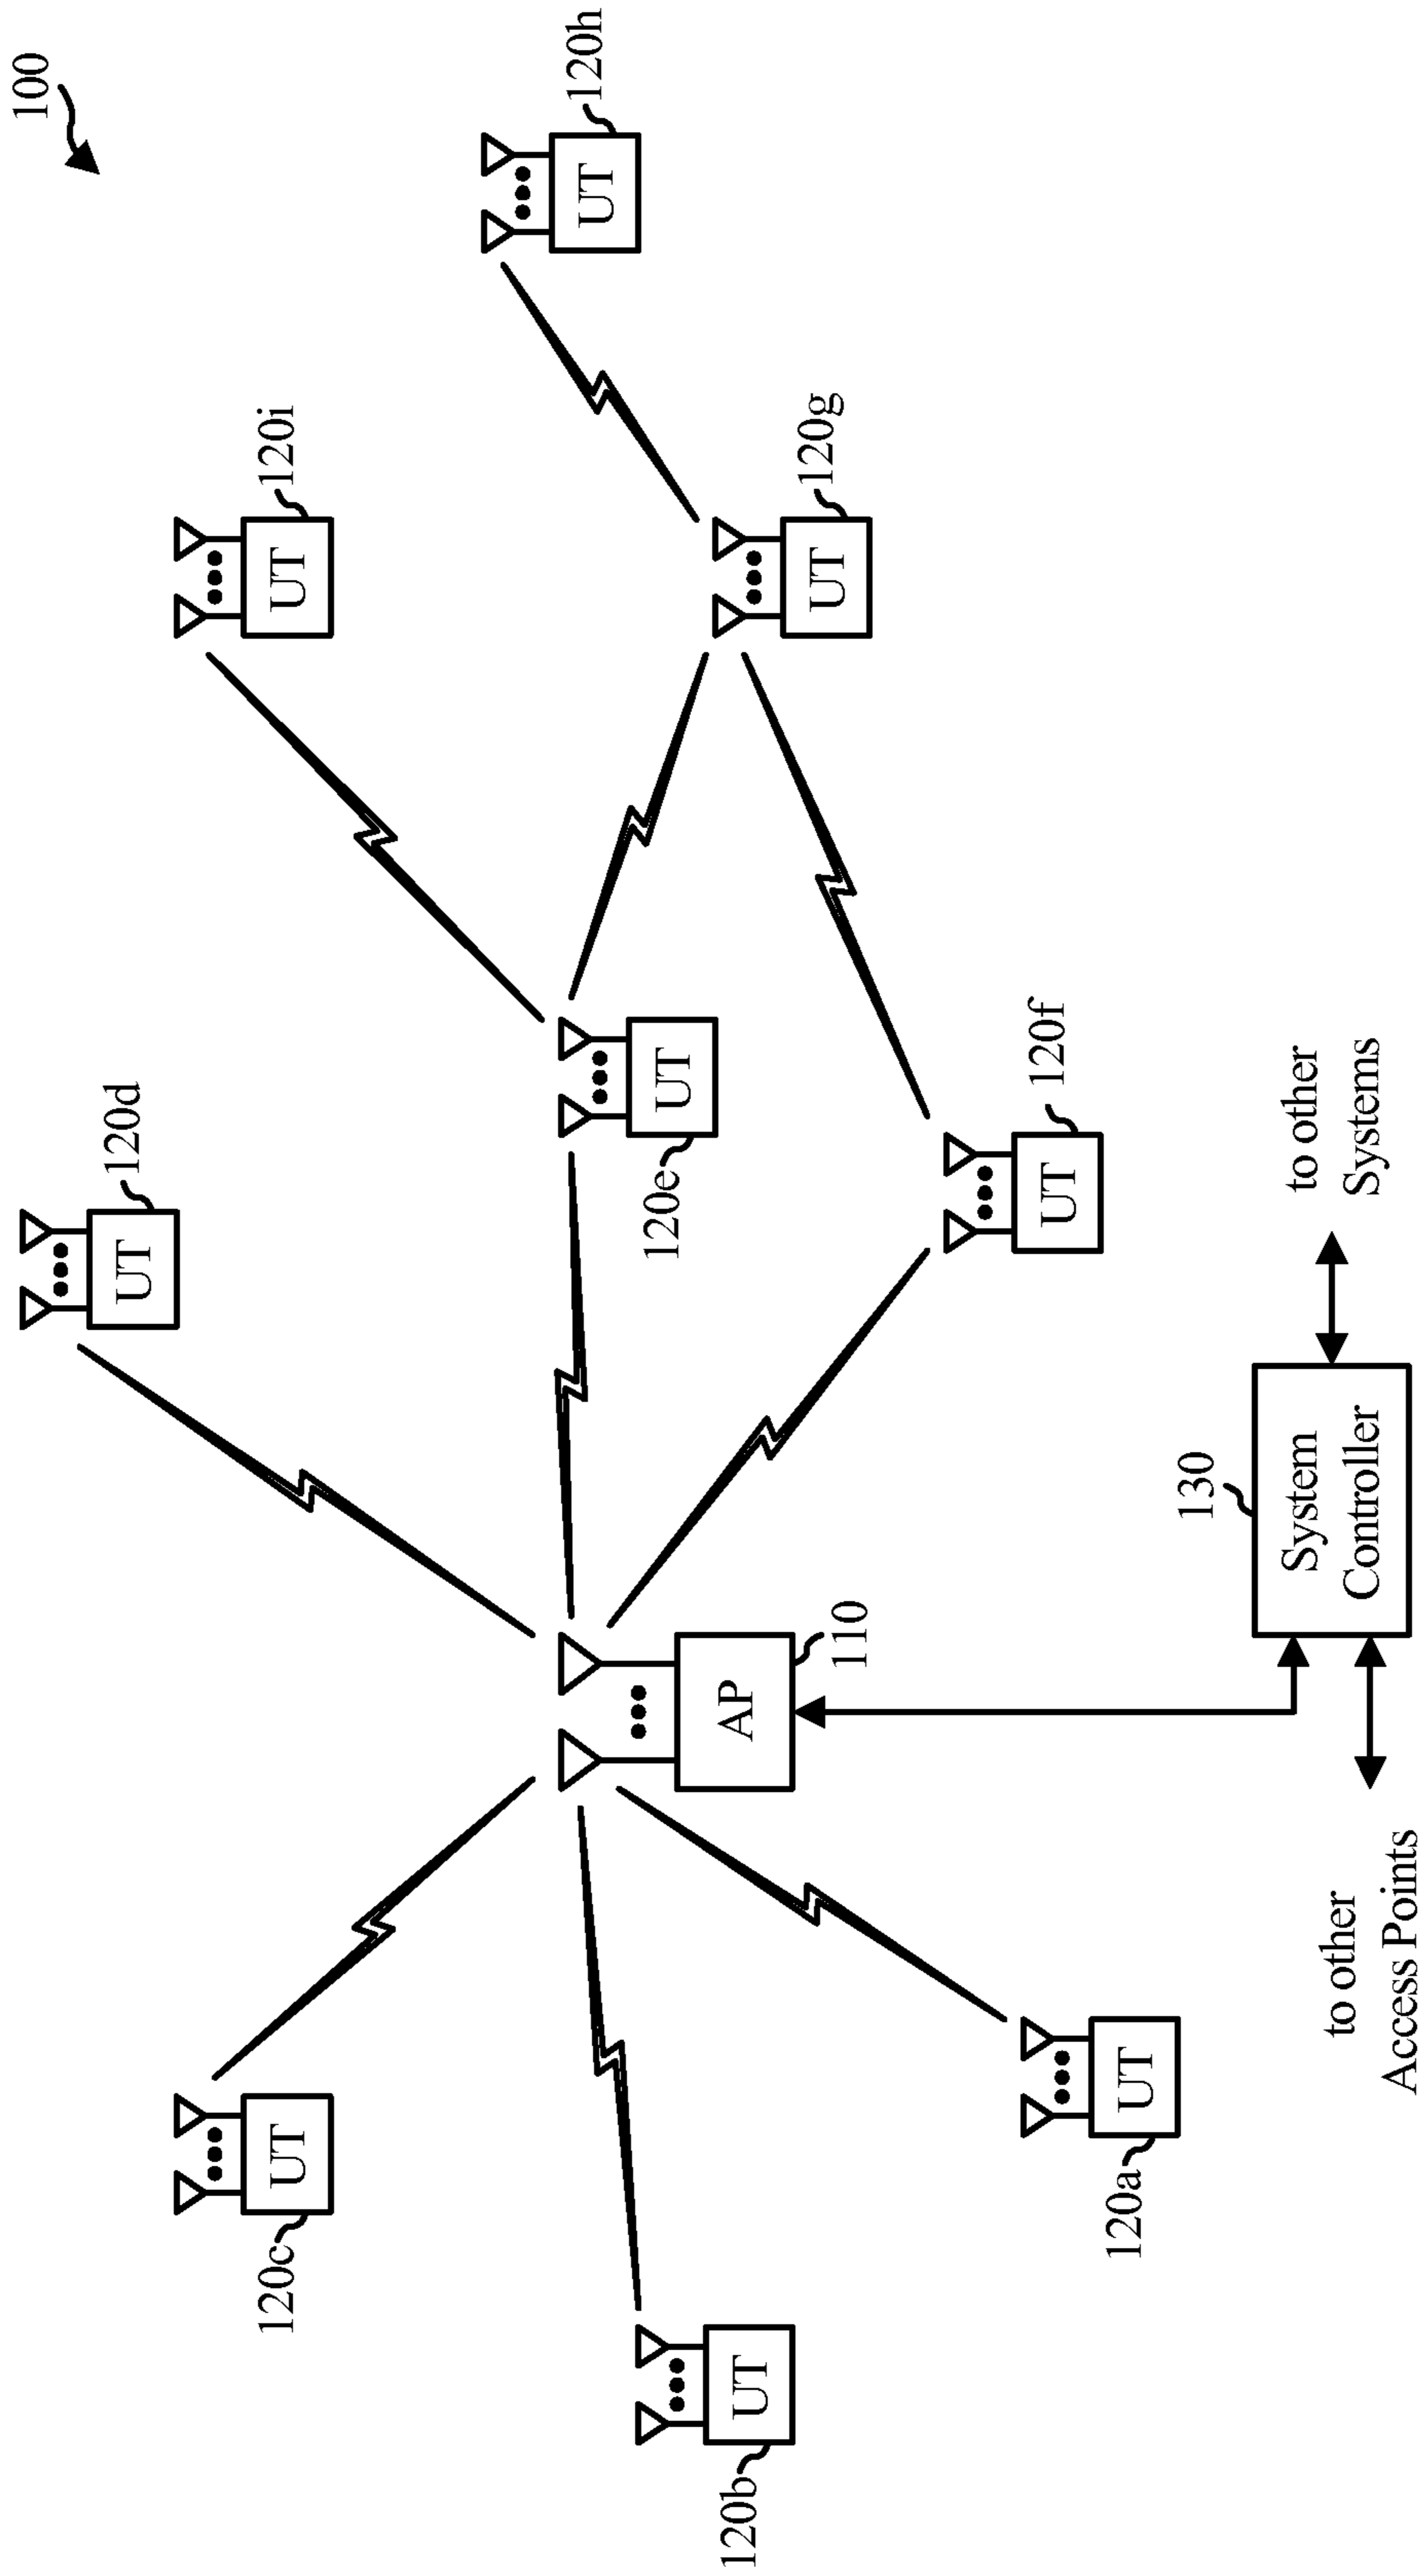 100
120d
UT
120i
UT
120c
UT
120h
UT
120e
UT
120g
UT
120b
UT
AP
110
120f
UT
120a
UT
130
System
Controller
to other
Systems
to other
Access Points